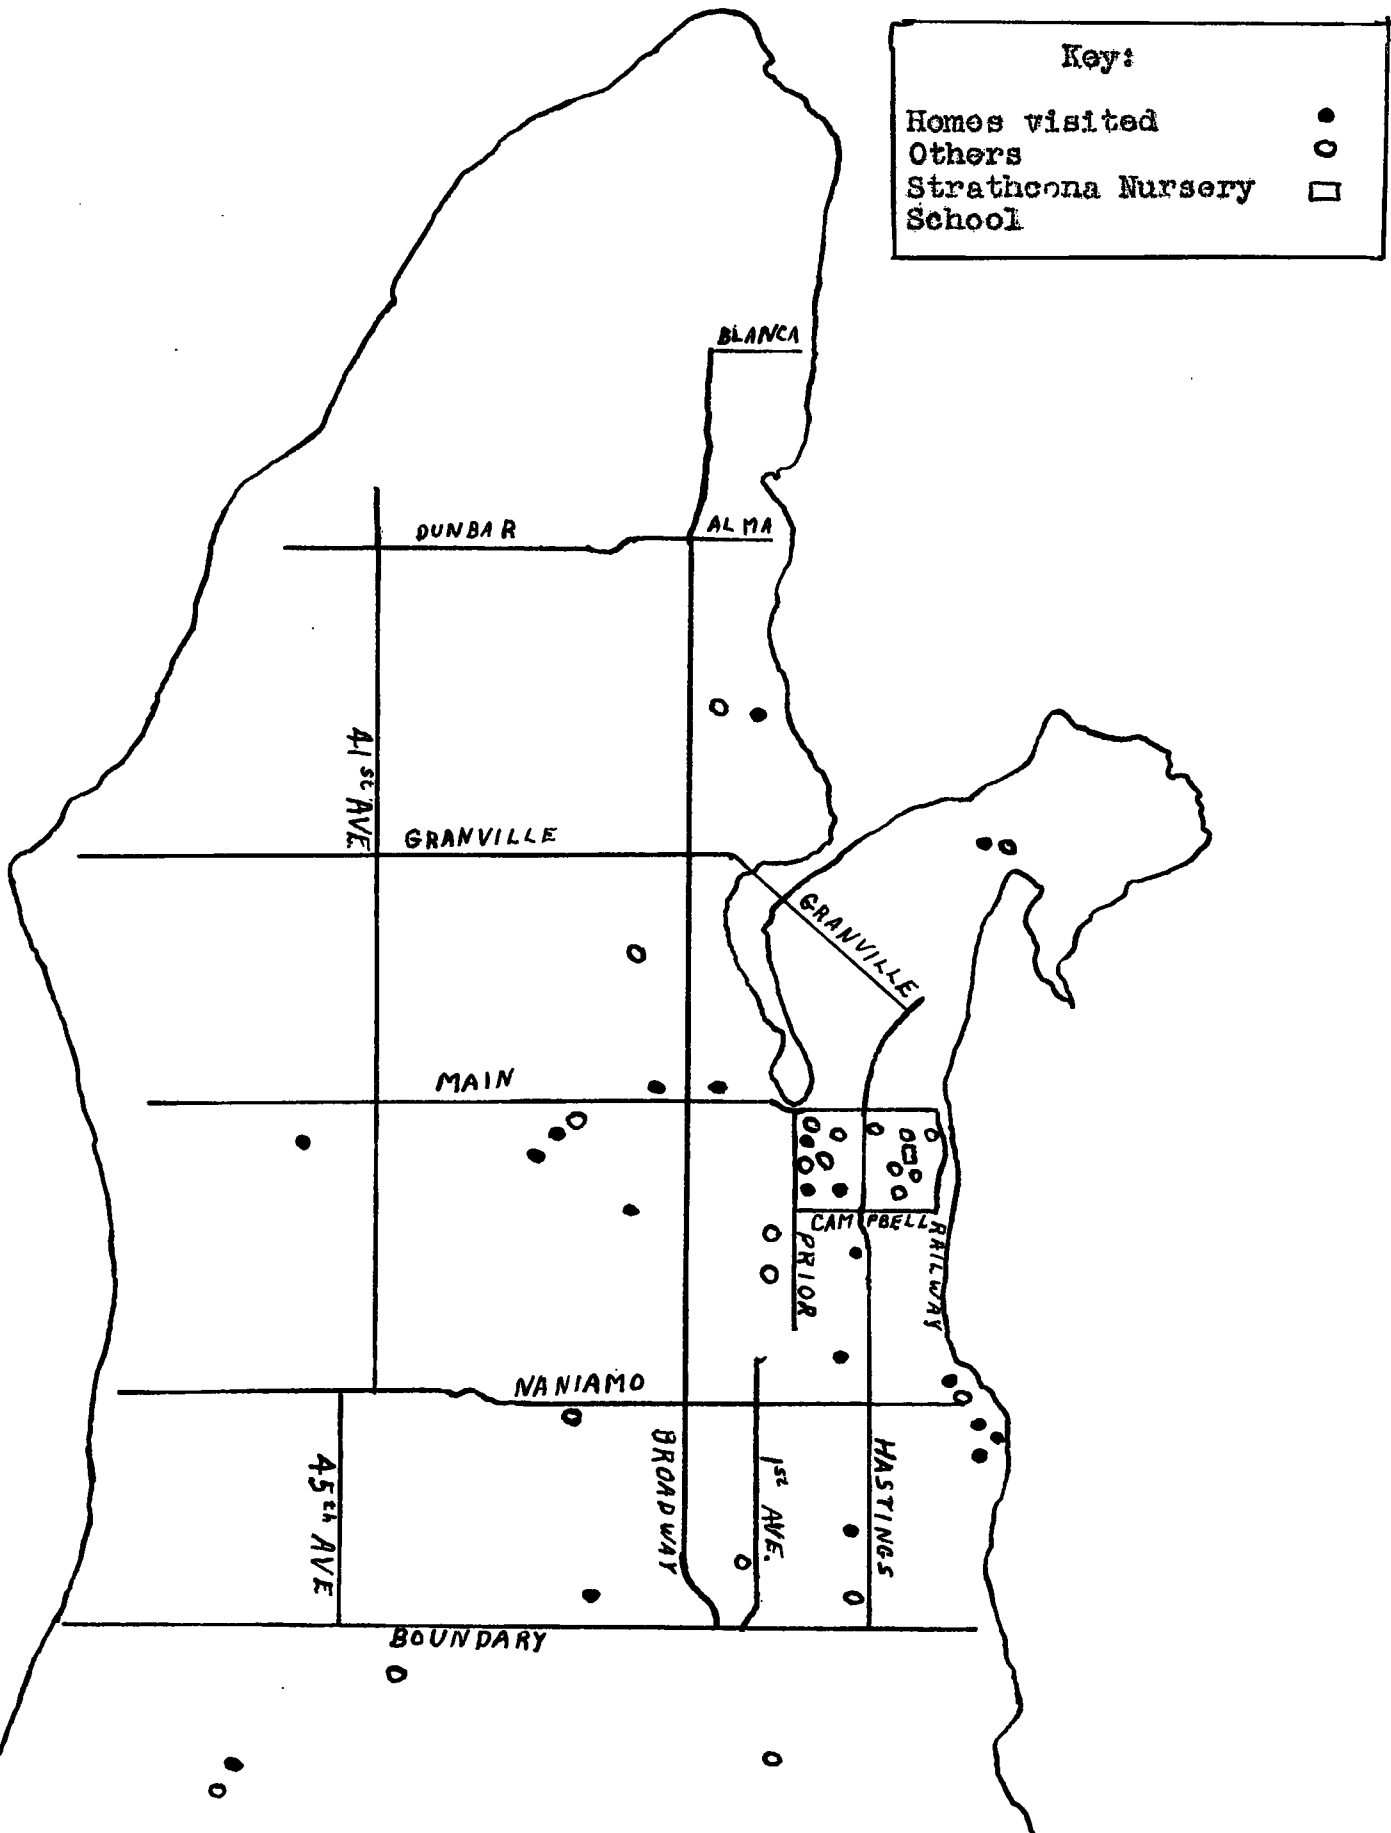 Key:
Homes visited
Others
Strathcona Nursery
School
BLANCA
DUNBAR
ALMA
41st AVE.
GRANVILLE
GRANVILLE
MAIN
CAMPBELL
PRIOR
RAILWAY
NANIAMO
45th AVE
BROADWAY
1st AVE.
HASTINGS
BOUNDARY